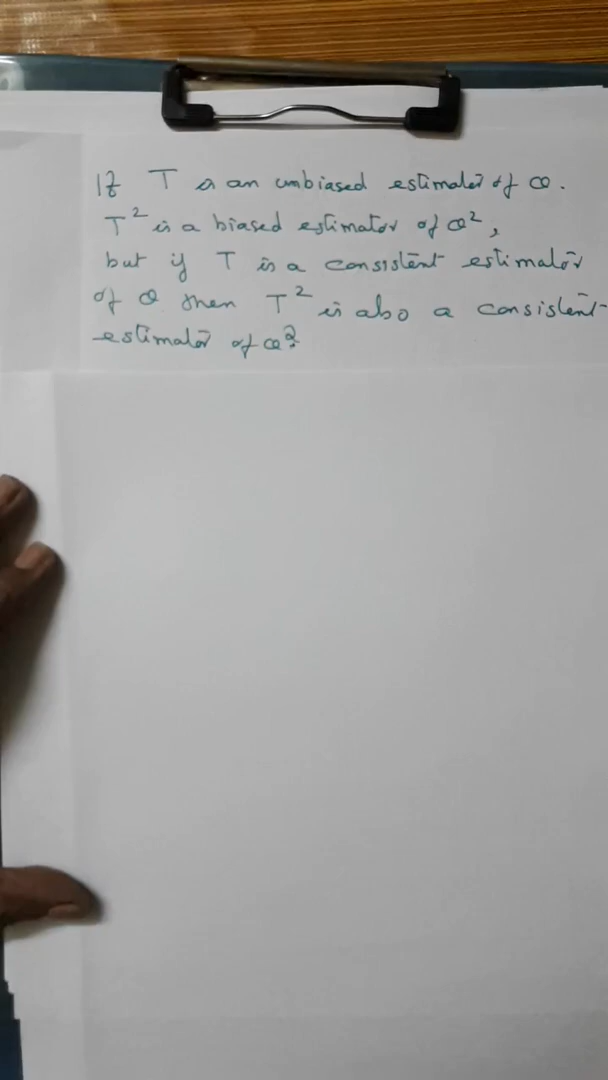 If T is an unbiased estimator of θ.
T² is a biased estimator of θ²,
but if T is a consistent estimator
of θ then T² is also a consistent
estimator of θ².